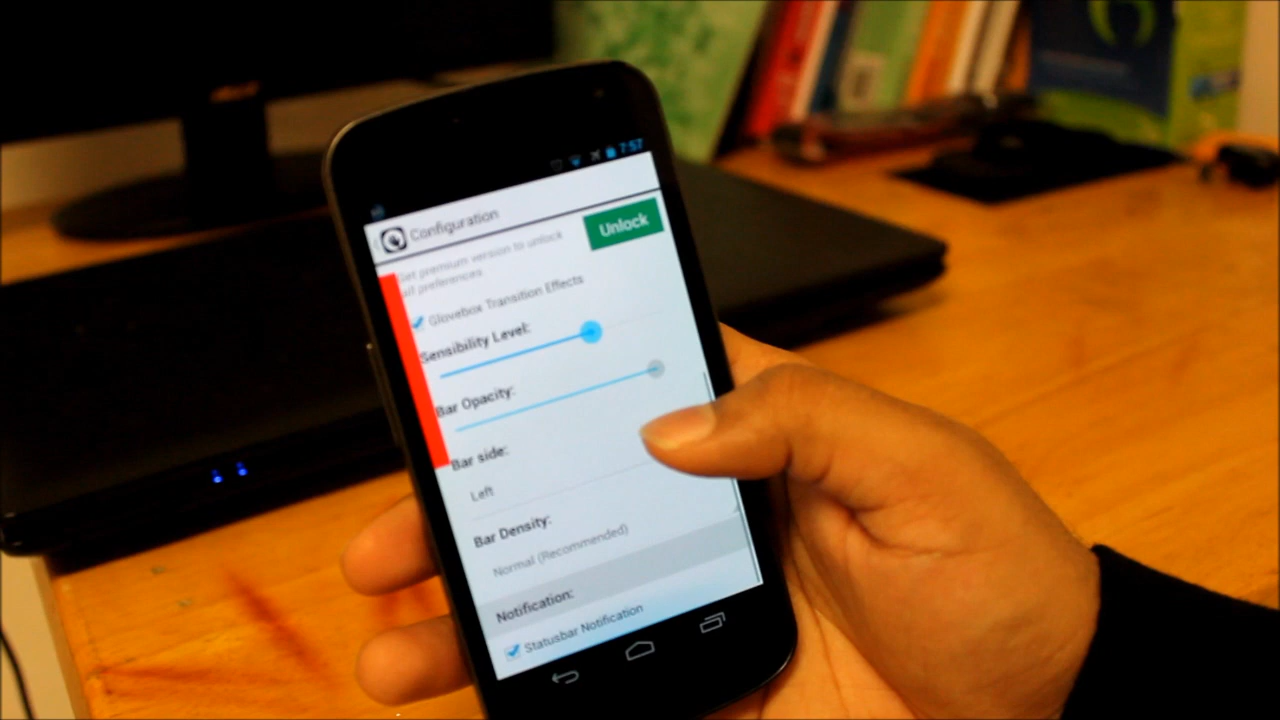 7:57
Configuration
Get premium version to unlock
all preferences
Unlock
Glovebox Transition Effects
Sensibility Level:
Bar Opacity:
Bar side:
Left
Bar Density:
Normal (Recommended)
Notification:
Statusbar Notification